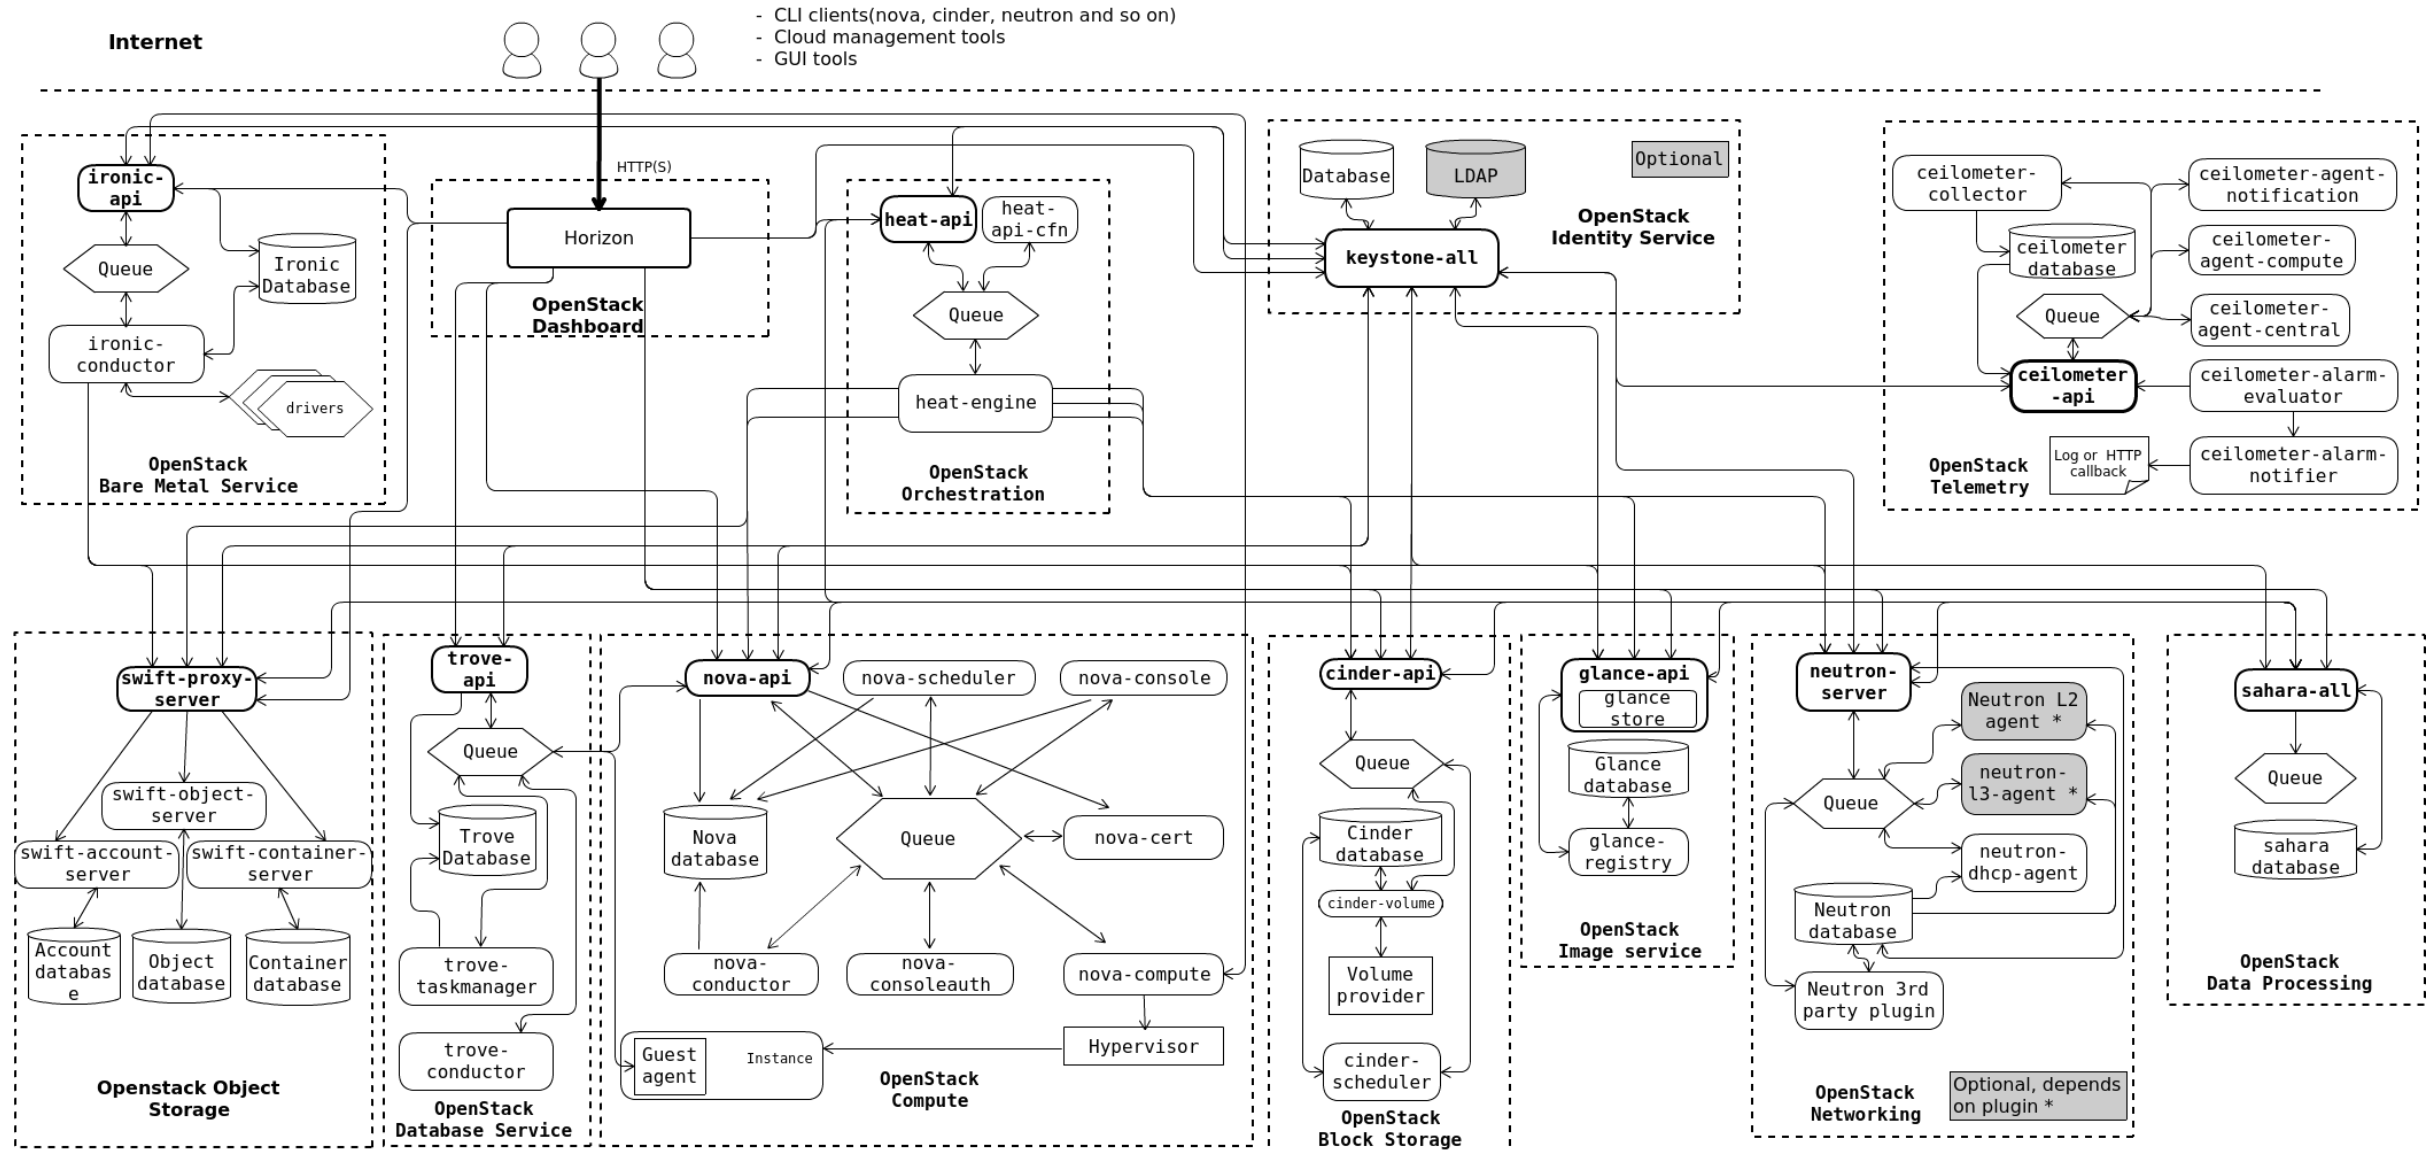 - CLI clients(nova, cinder, neutron and so on)
- Cloud management tools
- GUI tools
Internet
HTTP(S)
ironic-
api
Queue
Ironic
Database
ironic-
conductor
drivers
OpenStack
Bare Metal Service
Horizon
OpenStack
Dashboard
heat-api
heat-
api-cfn
Queue
heat-engine
OpenStack
Orchestration
Database
LDAP
Optional
OpenStack
Identity Service
keystone-all
ceilometer-
collector
ceilometer-agent-
notification
ceilometer
database
ceilometer-
agent-compute
Queue
ceilometer-
agent-central
ceilometer
-api
ceilometer-alarm-
evaluator
Log or HTTP
callback
ceilometer-alarm-
notifier
OpenStack
Telemetry
swift-proxy-
server
swift-object-
server
swift-account-
server
swift-container-
server
Account
databas
e
Object
database
Container
database
Openstack Object
Storage
trove-
api
Queue
Trove
Database
trove-
taskmanager
trove-
conductor
OpenStack
Database Service
nova-api
nova-scheduler
nova-console
Nova
database
Queue
nova-cert
nova-
conductor
nova-
consoleauth
nova-compute
Guest
agent
Instance
Hypervisor
OpenStack
Compute
cinder-api
Queue
Cinder
database
cinder-volume
Volume
provider
cinder-
scheduler
OpenStack
Block Storage
glance-api
glance
store
Glance
database
glance-
registry
OpenStack
Image service
neutron-
server
Neutron L2
agent *
neutron-
l3-agent *
Queue
neutron-
dhcp-agent
Neutron
database
Neutron 3rd
party plugin
OpenStack
Networking
Optional, depends
on plugin *
sahara-all
Queue
sahara
database
OpenStack
Data Processing